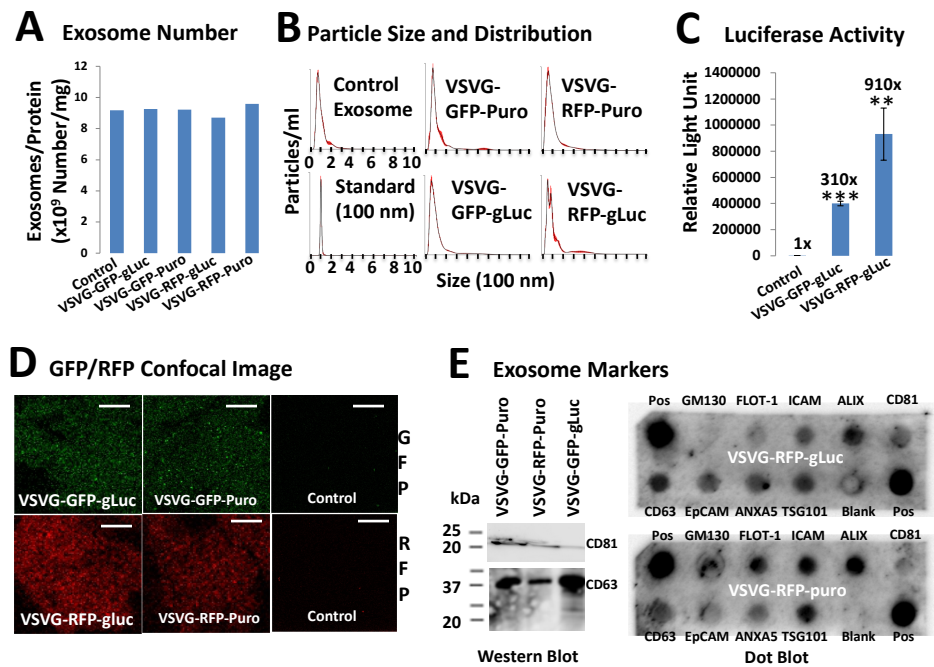 A Exosome Number
Exosomes/Protein
(x10⁹ Number/mg)
12
10
8
6
4
2
0
Control
VSVG-GFP-gLuc
VSVG-GFP-Puro
VSVG-RFP-gLuc
VSVG-RFP-Puro
B Particle Size and Distribution
Particles/ml
Control
Exosome
0 2 4 6 8 10
VSVG-
GFP-Puro
VSVG-
RFP-Puro
Standard
(100 nm)
0 2 4 6 8 10
VSVG-
GFP-gLuc
VSVG-
RFP-gLuc
Size (100 nm)
C Luciferase Activity
Relative Light Unit
1400000
1200000
1000000
800000
600000
400000
200000
0
1x
310x
***
910x
**
Control
VSVG-GFP-gLuc
VSVG-RFP-gLuc
D GFP/RFP Confocal Image
VSVG-GFP-gLuc
VSVG-GFP-Puro
Control
G
F
P
VSVG-RFP-gluc
VSVG-RFP-Puro
Control
R
F
P
E Exosome Markers
VSVG-GFP-Puro
VSVG-RFP-Puro
VSVG-GFP-gLuc
kDa
25
20
CD81
37
20
CD63
Western Blot
Pos GM130 FLOT-1 ICAM ALIX CD81
VSVG-RFP-gLuc
CD63 EpCAM ANXA5 TSG101 Blank Pos
Pos GM130 FLOT-1 ICAM ALIX CD81
VSVG-RFP-puro
CD63 EpCAM ANXA5 TSG101 Blank Pos
Dot Blot